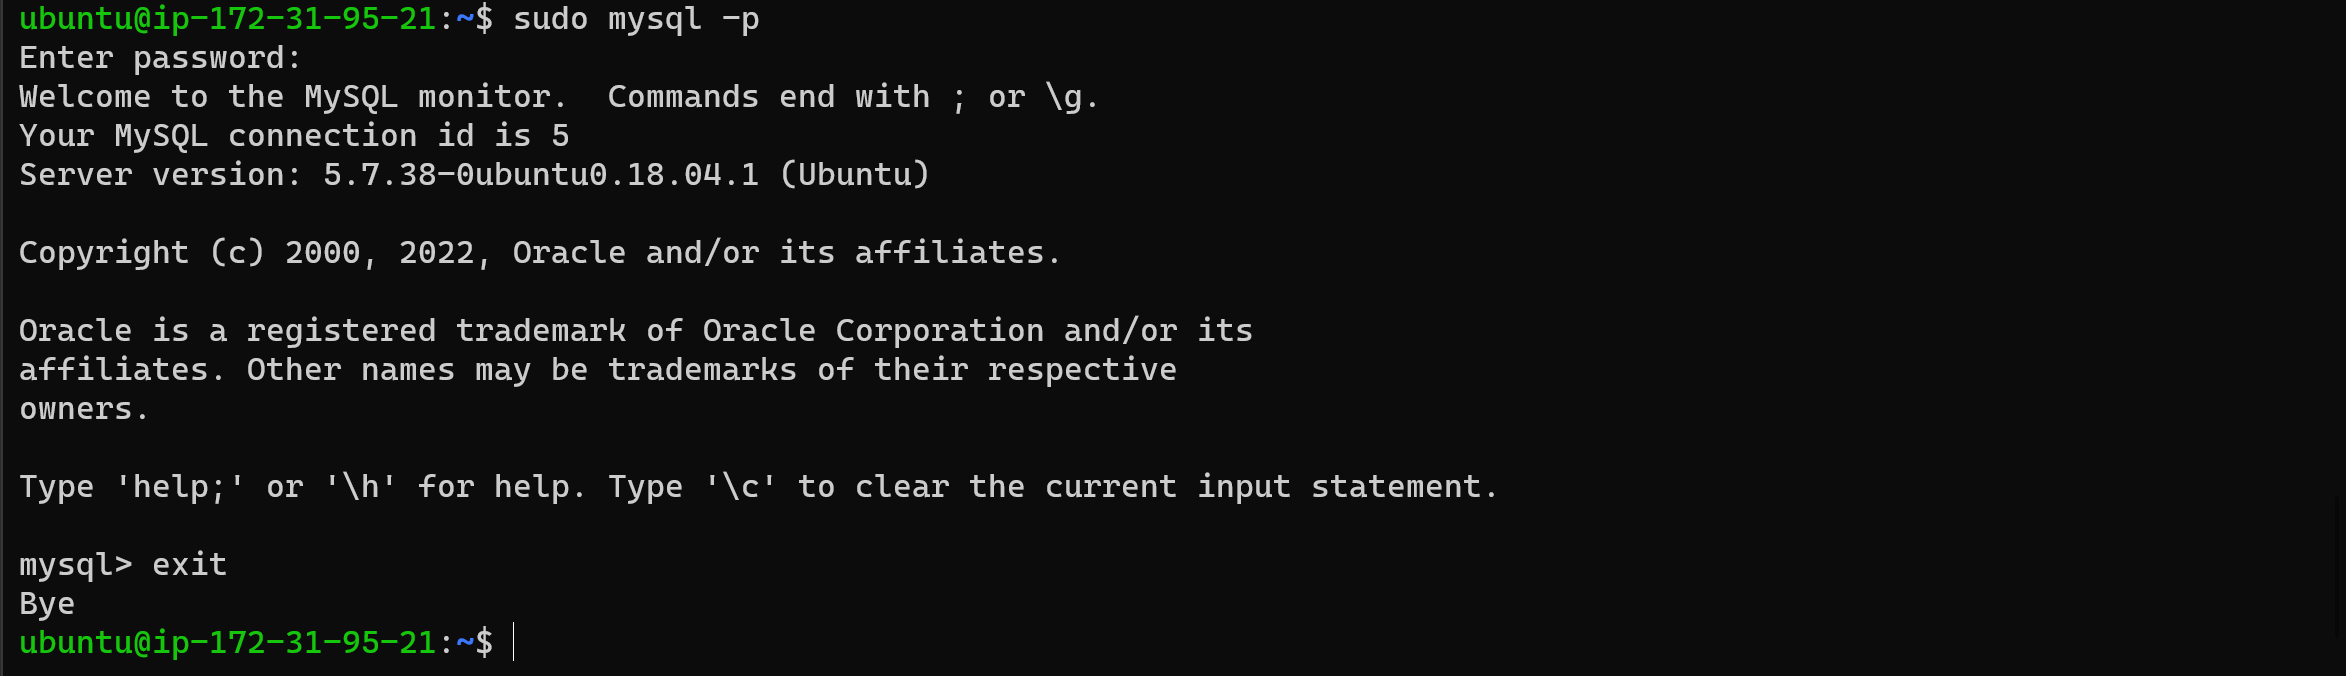 ubuntu@ip-172-31-95-21:~$ sudo mysql -p
Enter password:
Welcome to the MySQL monitor.  Commands end with ; or \g.
Your MySQL connection id is 5
Server version: 5.7.38-0ubuntu0.18.04.1 (Ubuntu)
Copyright (c) 2000, 2022, Oracle and/or its affiliates.
Oracle is a registered trademark of Oracle Corporation and/or its
affiliates. Other names may be trademarks of their respective
owners.
Type 'help;' or '\h' for help. Type '\c' to clear the current input statement.
mysql> exit
Bye
ubuntu@ip-172-31-95-21:~$